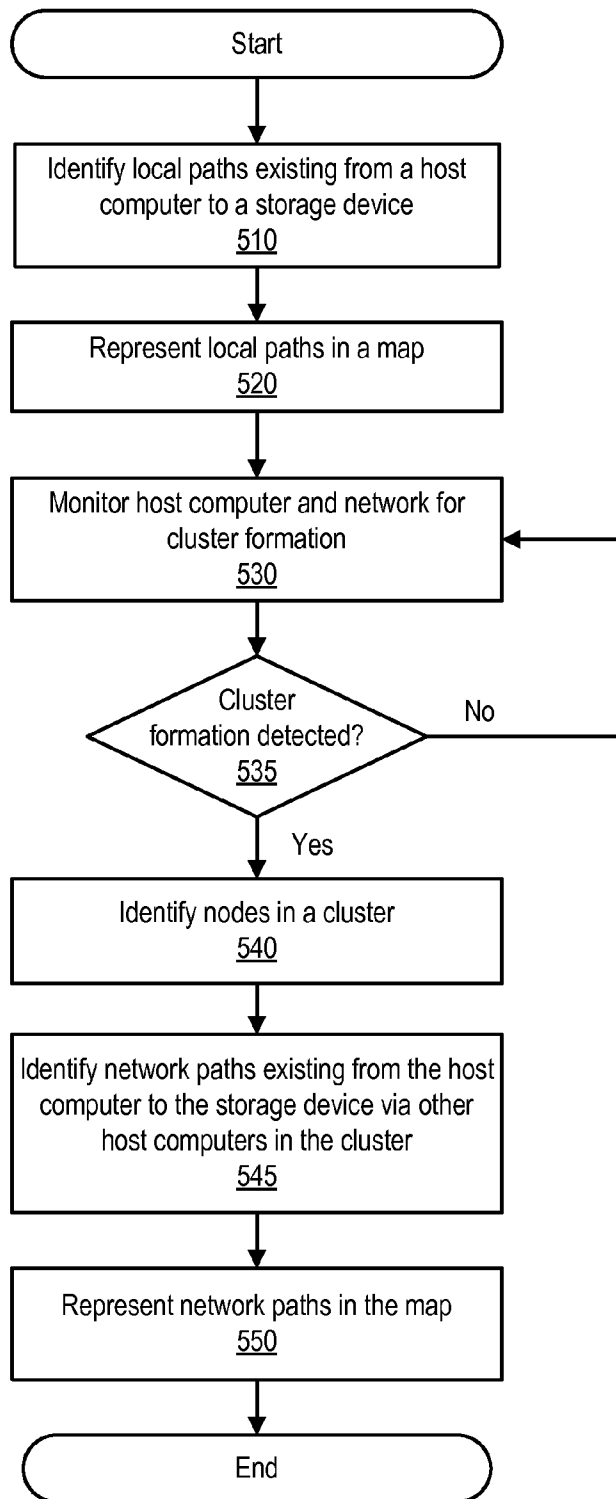 Start
Identify local paths existing from a host
computer to a storage device
510
Represent local paths in a map
520
Monitor host computer and network for
cluster formation
530
Cluster
formation detected?
535
No
Yes
Identify nodes in a cluster
540
Identify network paths existing from the host
computer to the storage device via other
host computers in the cluster
545
Represent network paths in the map
550
End